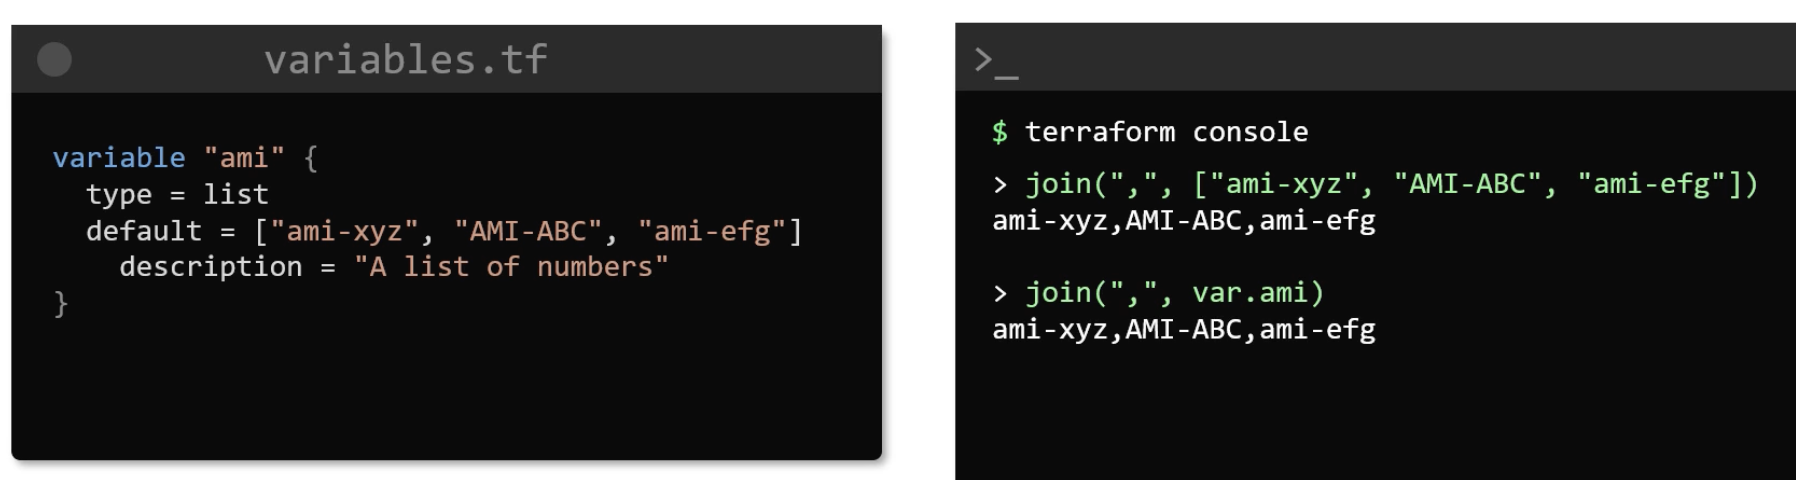 variables.tf
variable "ami" {
  type = list
  default = ["ami-xyz", "AMI-ABC", "ami-efg"]
    description = "A list of numbers"
}
>_
$ terraform console
> join(",", ["ami-xyz", "AMI-ABC", "ami-efg"])
ami-xyz,AMI-ABC,ami-efg
> join(",", var.ami)
ami-xyz,AMI-ABC,ami-efg